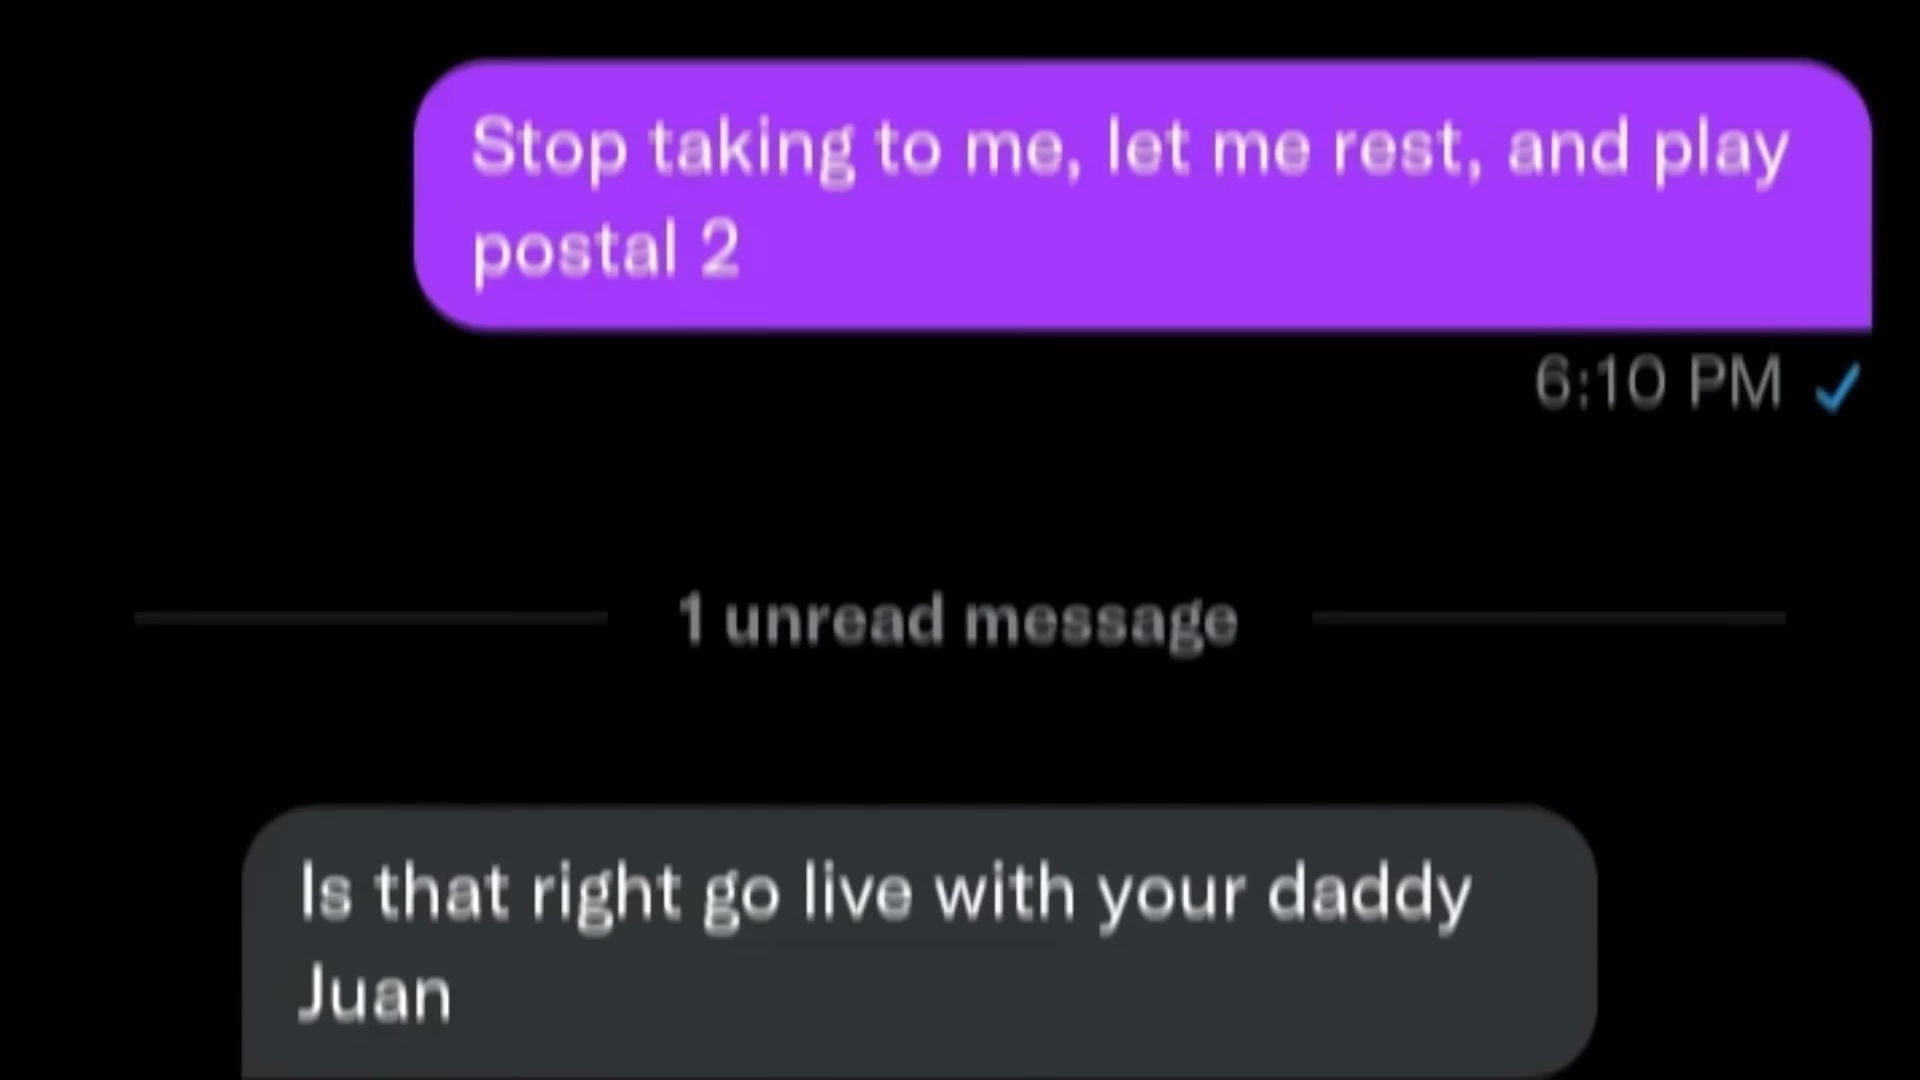 Stop taking to me, let me rest, and play
postal 2
6:10 PM
1 unread message
Is that right go live with your daddy
Juan